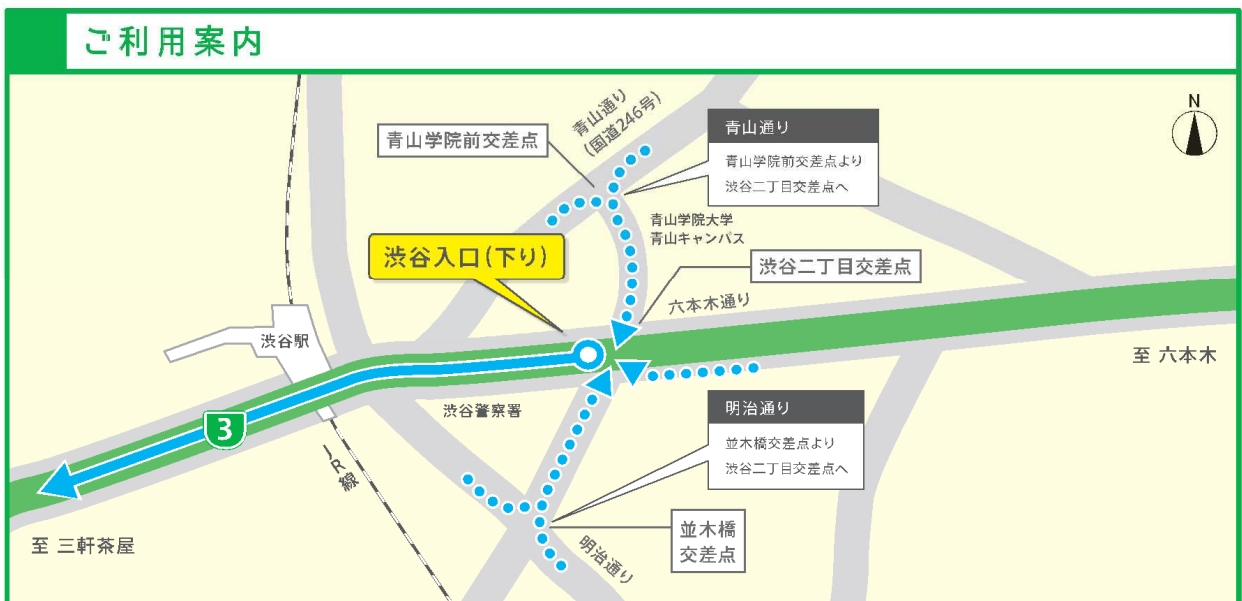 ご利用案内
青山通り
(国道246号)
N
青山学院前交差点
青山通り
青山学院前交差点より
渋谷二丁目交差点へ
青山学院大学
青山キャンパス
渋谷入口(下り)
渋谷二丁目交差点
六本木通り
渋谷駅
至 六本木
渋谷警察署
明治通り
並木橋交差点より
渋谷二丁目交差点へ
3
JR線
並木橋
交差点
至 三軒茶屋
明治通り